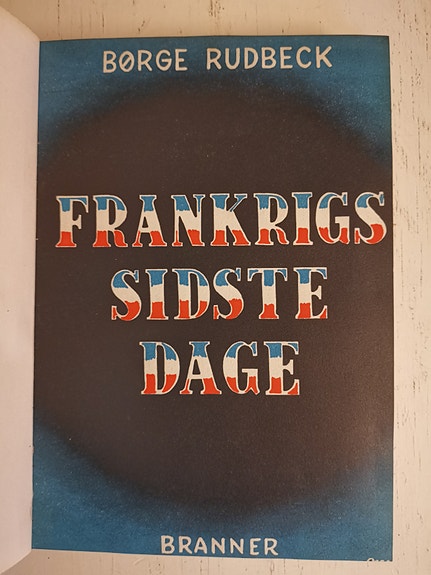 BØRGE RUDBECK
FRANKRIGS
SIDSTE
DAGE
BRANNER